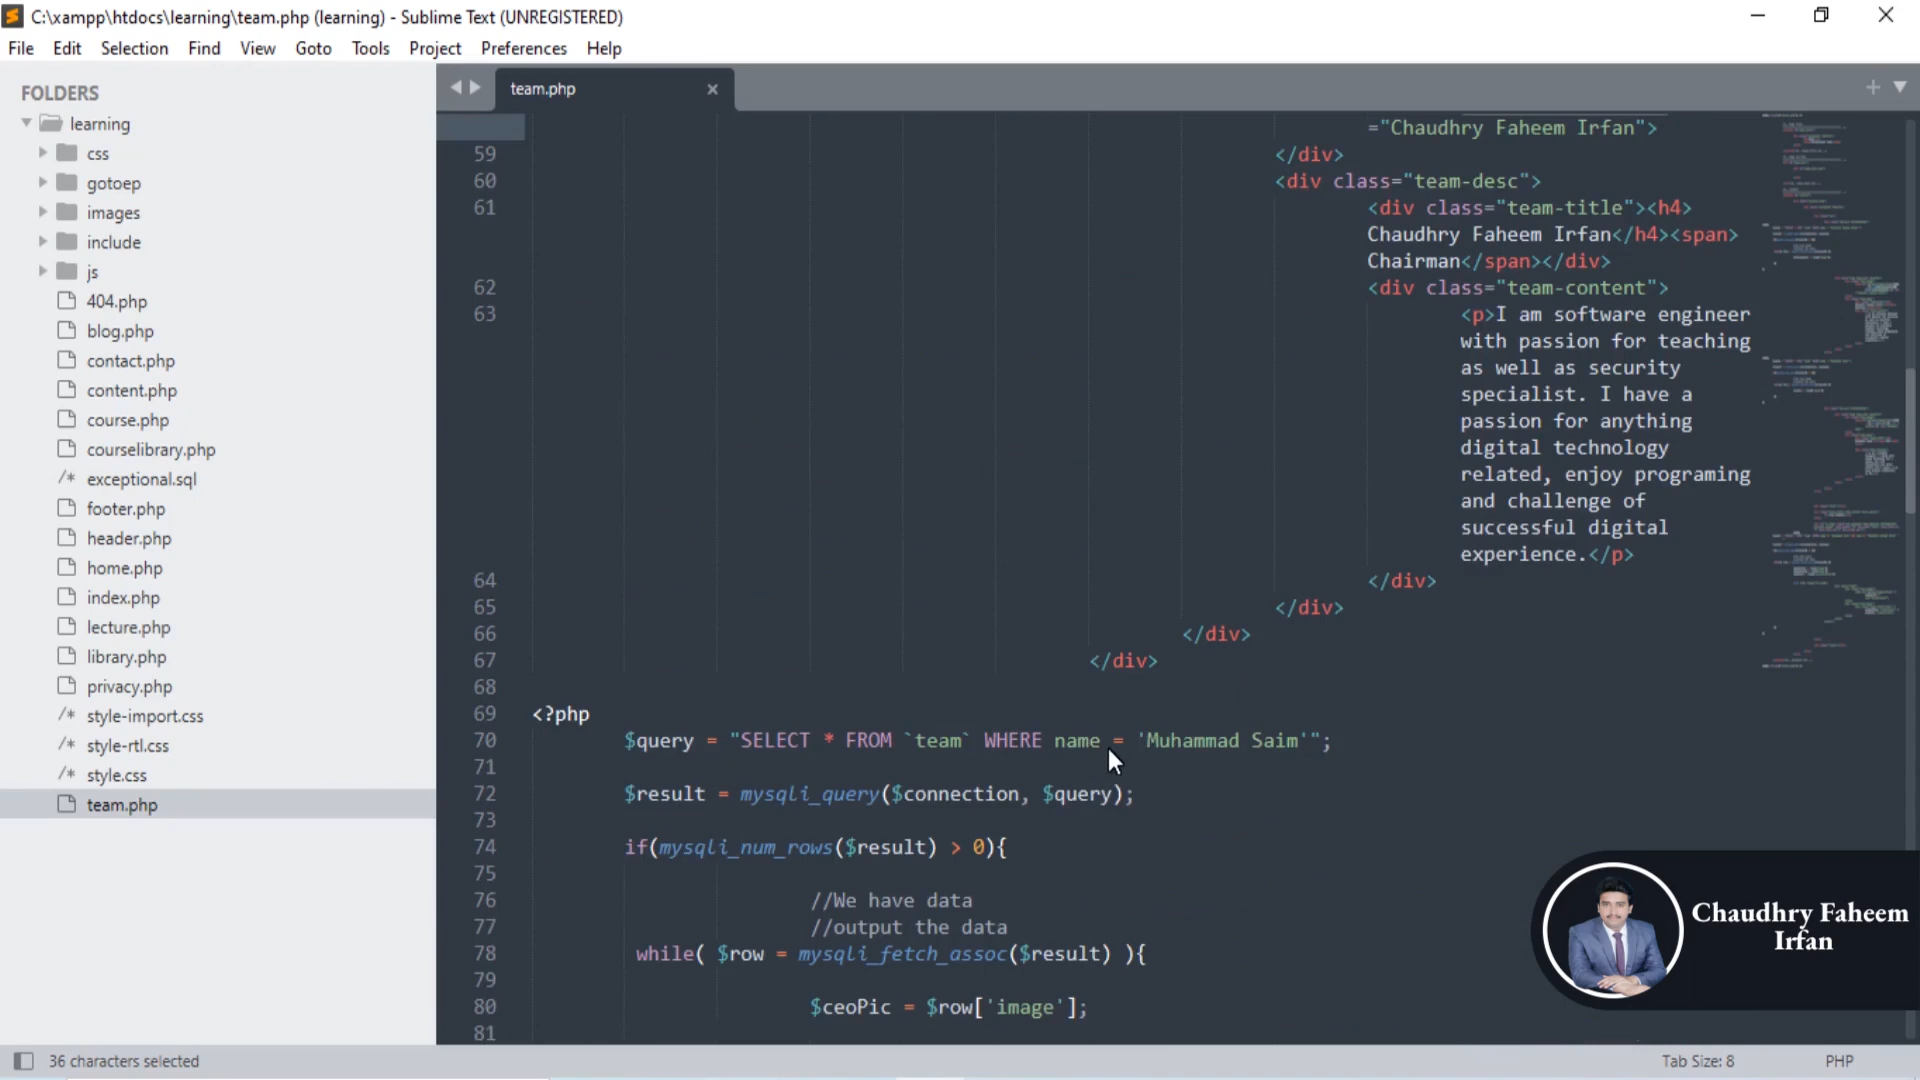 C:\xampp\htdocs\learning\team.php (learning) - Sublime Text (UNREGISTERED)
File Edit Selection Find View Goto Tools Project Preferences Help
FOLDERS
learning
css
gotoep
images
include
js
404.php
blog.php
contact.php
content.php
course.php
courselibrary.php
/* exceptional.sql
footer.php
header.php
home.php
index.php
lecture.php
library.php
privacy.php
/* style-import.css
/* style-rtl.css
/* style.css
team.php
team.php
="Chaudhry Faheem Irfan">
59 </div>
60 <div class="team-desc">
61 <div class="team-title"><h4>
Chaudhry Faheem Irfan</h4><span>
Chairman</span></div>
62 <div class="team-content">
63 <p>I am software engineer
with passion for teaching
as well as security
specialist. I have a
passion for anything
digital technology
related, enjoy programing
and challenge of
successful digital
experience.</p>
64 </div>
65 </div>
66 </div>
67 </div>
68
69 <?php
70 $query = "SELECT * FROM `team` WHERE name = 'Muhammad Saim'";
71
72 $result = mysqli_query($connection, $query);
73
74 if(mysqli_num_rows($result) > 0){
75
76 //We have data
77 //output the data
78 while( $row = mysqli_fetch_assoc($result) ){
79
80 $ceoPic = $row['image'];
81
Chaudhry Faheem
Irfan
36 characters selected
Tab Size: 8
PHP